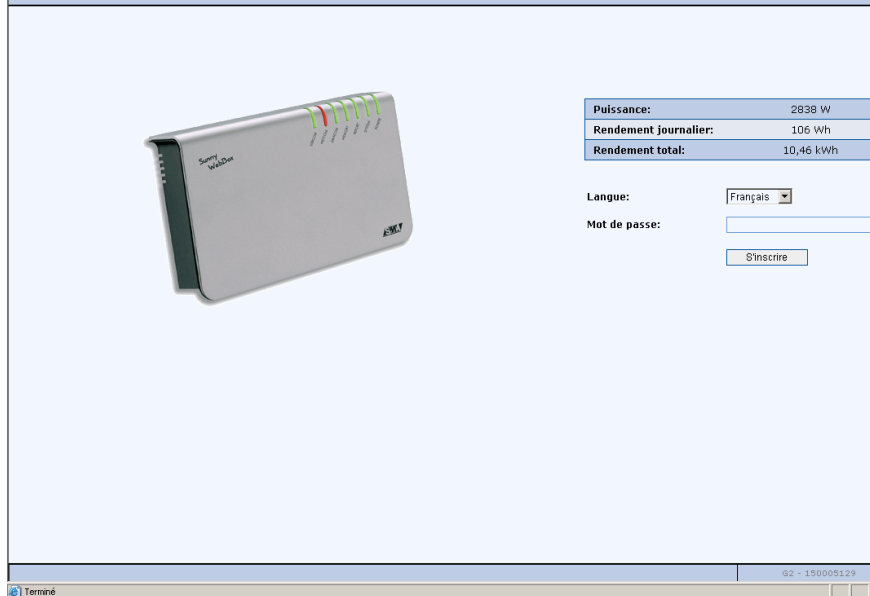 Sunny
WebBox
SMA
Puissance: 2838 W
Rendement journalier: 106 Wh
Rendement total: 10,46 kWh
Langue: Français
Mot de passe:
S'inscrire
G2 - 150005129
Terminé